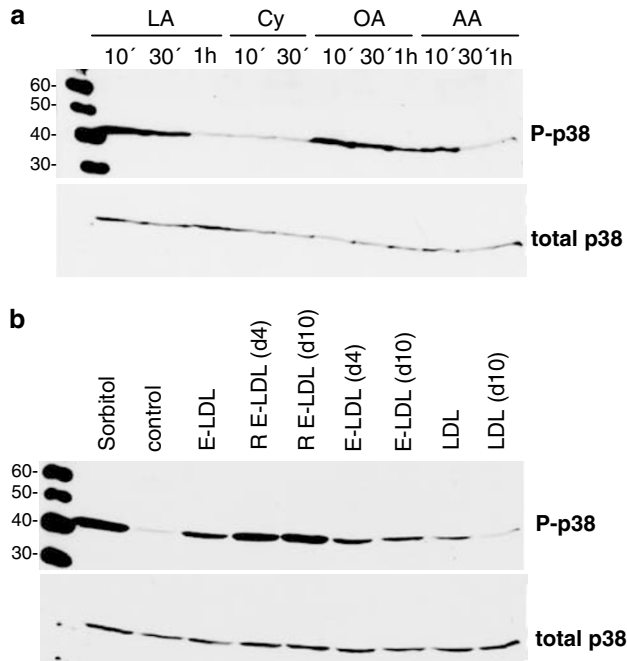 a
LA Cy OA AA
10´ 30´ 1h 10´ 30´ 10´ 30´ 1h 10´ 30´ 1h
60-
50-
40-
30-
P-p38
total p38
b
Sorbitol
control
E-LDL
R E-LDL (d4)
R E-LDL (d10)
E-LDL (d4)
E-LDL (d10)
LDL
LDL (d10)
60-
50-
40-
30-
P-p38
total p38